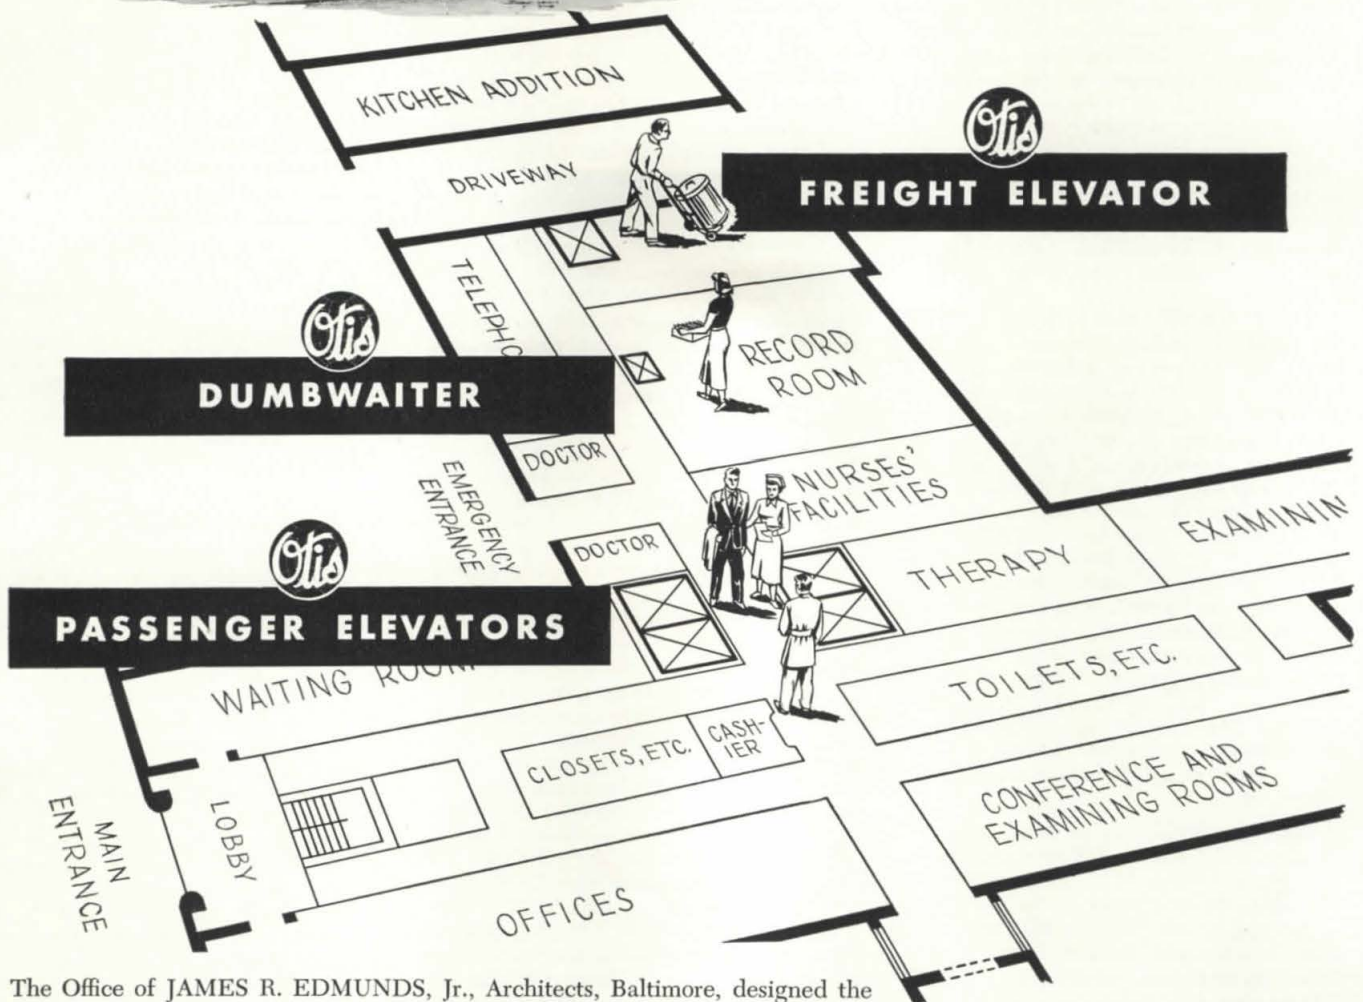 KITCHEN ADDITION
DRIVEWAY
Otis
FREIGHT ELEVATOR
TELEPHO
Otis
DUMBWAITER
RECORD
ROOM
DOCTOR
EMERGENCY
ENTRANCE
NURSES'
FACILITIES
EXAMININ
DOCTOR
THERAPY
Otis
PASSENGER ELEVATORS
WAITING ROOM
TOILETS, ETC.
CLOSETS, ETC.
CASH-
IER
CONFERENCE AND
EXAMINING ROOMS
MAIN
ENTRANCE
LOBBY
OFFICES
The Office of JAMES R. EDMUNDS, Jr., Architects, Baltimore, designed the